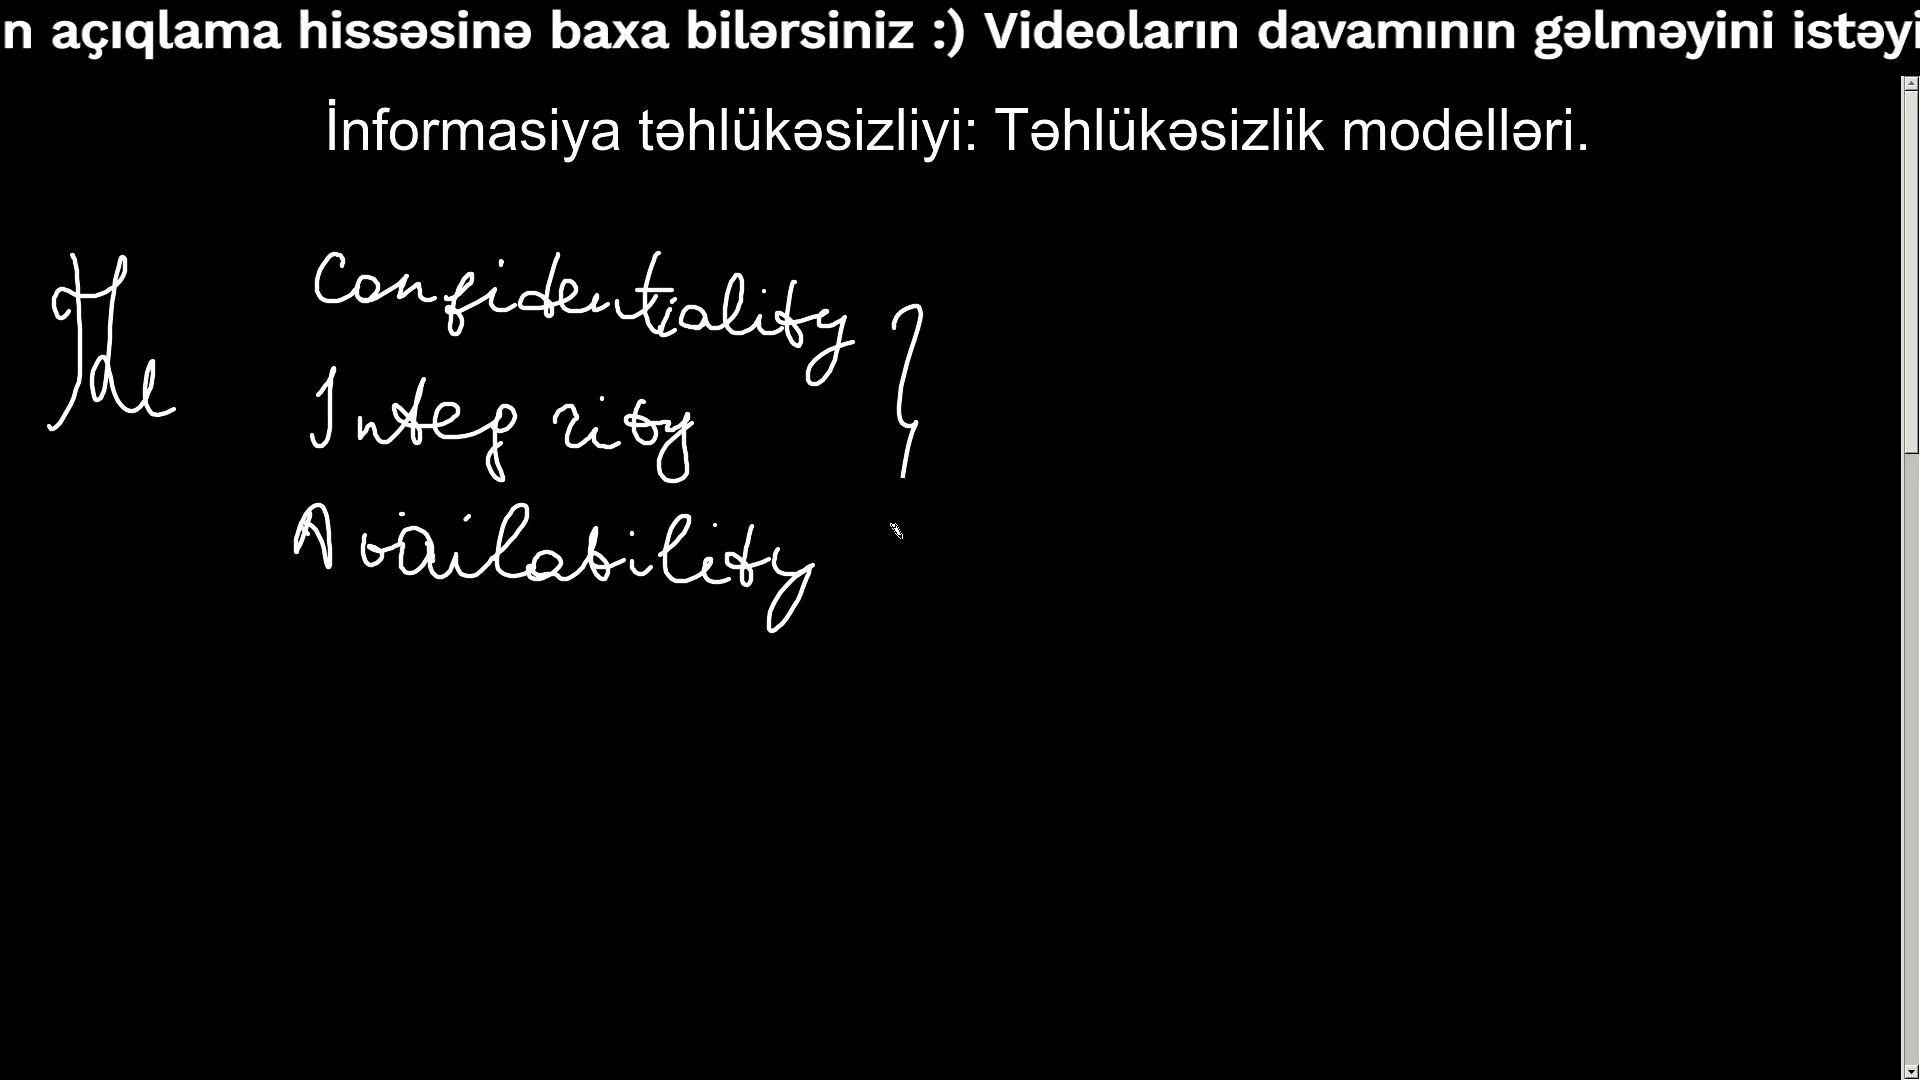 n açıqlama hissəsinə baxa bilərsiniz :) Videoların davamının gəlməyini istəyi
İnformasiya təhlükəsizliyi: Təhlükəsizlik modelləri.
Confidentiality
Integrity
Availability